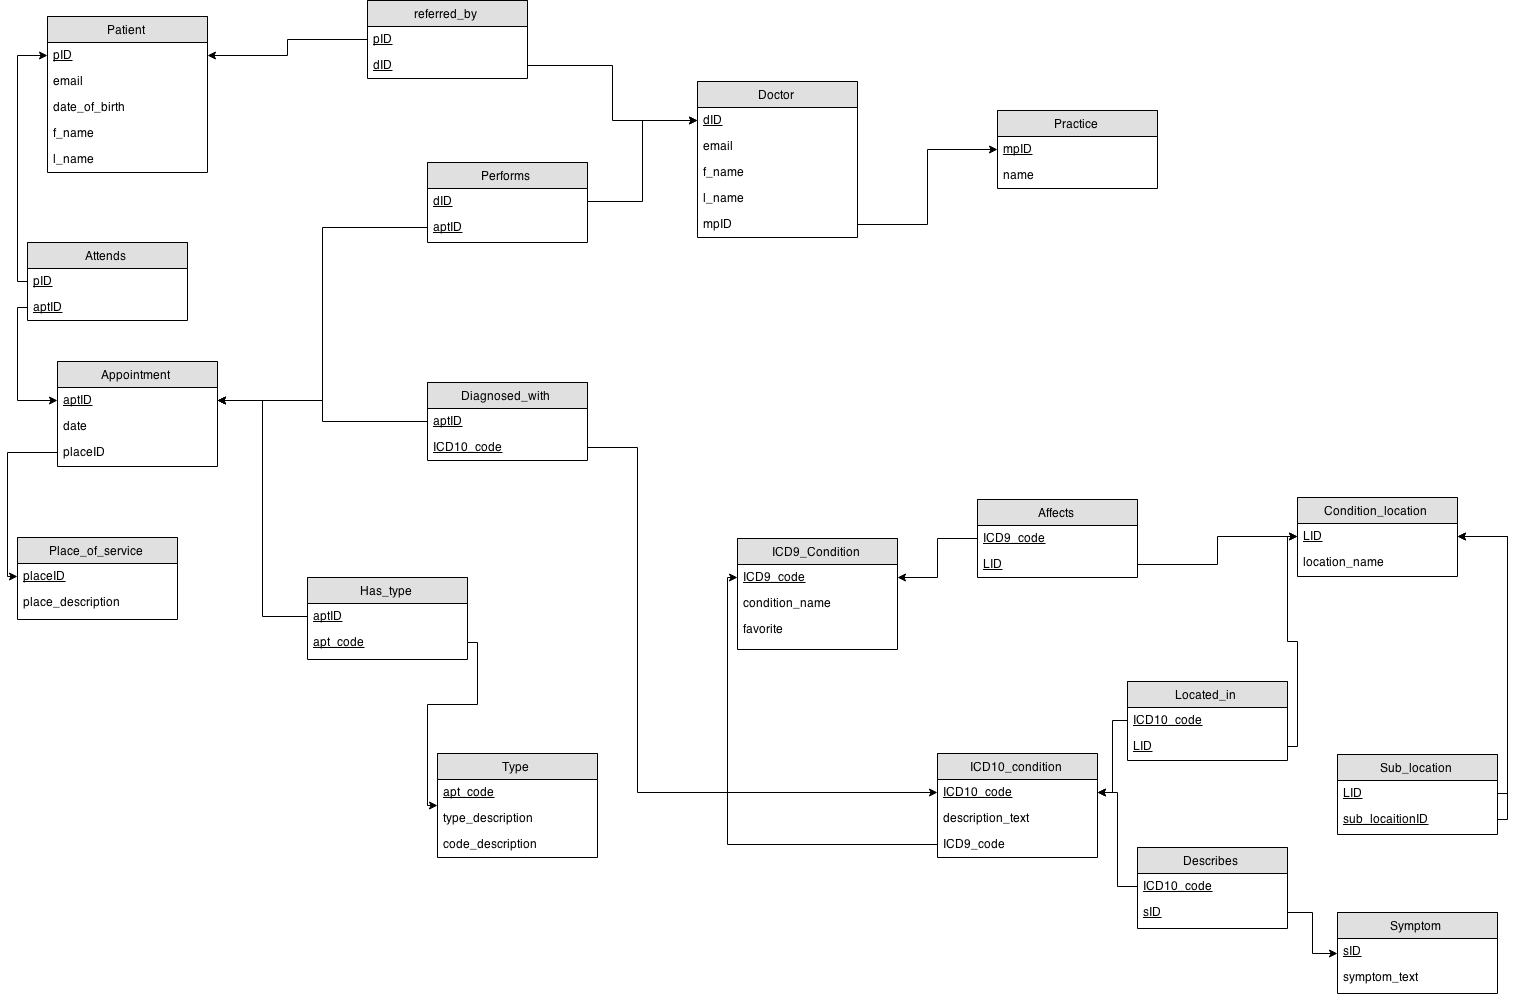 Patient
pID
email
date_of_birth
f_name
l_name
referred_by
pID
dID
Doctor
dID
email
f_name
l_name
mpID
Practice
mpID
name
Performs
dID
aptID
Attends
pID
aptID
Appointment
aptID
date
placeID
Diagnosed_with
aptID
ICD10_code
Place_of_service
placeID
place_description
Has_type
aptID
apt_code
Type
apt_code
type_description
code_description
ICD9_Condition
ICD9_code
condition_name
favorite
Affects
ICD9_code
LID
Condition_location
LID
location_name
Located_in
ICD10_code
LID
ICD10_condition
ICD10_code
description_text
ICD9_code
Sub_location
LID
sub_locaitionID
Describes
ICD10_code
sID
Symptom
sID
symptom_text